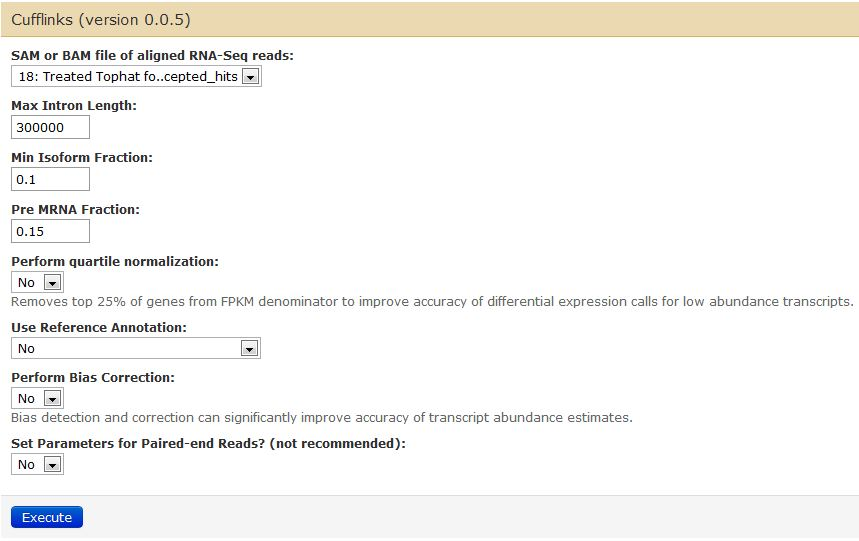 Cufflinks (version 0.0.5)
SAM or BAM file of aligned RNA-Seq reads:
18: Treated Tophat fo..cepted_hits
Max Intron Length:
300000
Min Isoform Fraction:
0.1
Pre MRNA Fraction:
0.15
Perform quartile normalization:
No
Removes top 25% of genes from FPKM denominator to improve accuracy of differential expression calls for low abundance transcripts.
Use Reference Annotation:
No
Perform Bias Correction:
No
Bias detection and correction can significantly improve accuracy of transcript abundance estimates.
Set Parameters for Paired-end Reads? (not recommended):
No
Execute